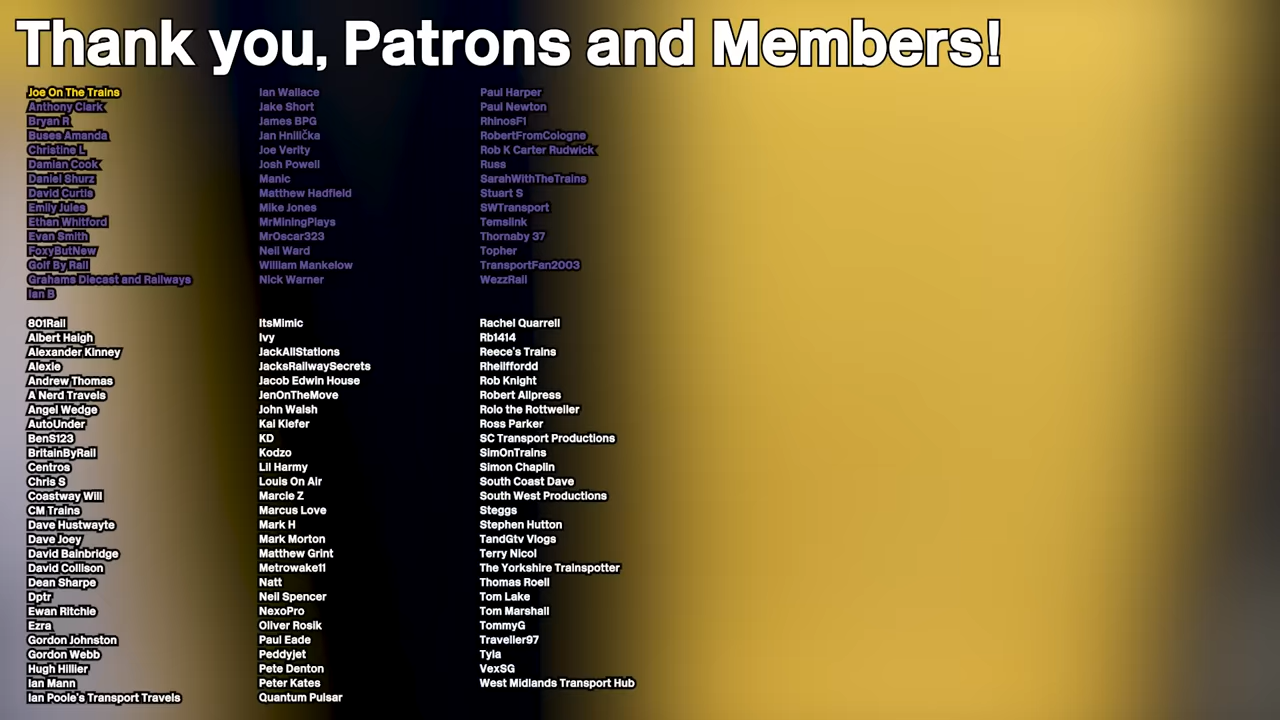 Thank you, Patrons and Members!
Joe On The Trains
Anthony Clark
Bryan R
Buses Amanda
Christine L
Damian Cook
Daniel Shurz
David Curtis
Emily Jules
Ethan Whitford
Evan Smith
FoxyButNew
Golf By Rail
Grahams Diecast and Railways
Ian B
Ian Wallace
Jake Short
James BPG
Jan Hnilička
Joe Verity
Josh Powell
Manic
Matthew Hadfield
Mike Jones
MrMiningPlays
MrOscar323
Neil Ward
William Mankelow
Nick Warner
Paul Harper
Paul Newton
RhinosF1
RobertFromCologne
Rob K Carter Rudwick
Russ
SarahWithTheTrains
Stuart S
SWTransport
Temslink
Thornaby 37
Topher
TransportFan2003
WezzRail
801Rail
Albert Haigh
Alexander Kinney
Alexie
Andrew Thomas
A Nerd Travels
Angel Wedge
AutoUnder
BenS123
BritainByRail
Centros
Chris S
Coastway Will
CM Trains
Dave Hustwayte
Dave Joey
David Bainbridge
David Collison
Dean Sharpe
Dptr
Ewan Ritchie
Ezra
Gordon Johnston
Gordon Webb
Hugh Hillier
Ian Mann
Ian Poole's Transport Travels
ItsMimic
Ivy
JackAllStations
JacksRailwaySecrets
Jacob Edwin House
JenOnTheMove
John Walsh
Kai Kiefer
KD
Kodzo
Lil Harmy
Louis On Air
Marcie Z
Marcus Love
Mark H
Mark Morton
Matthew Grint
Metrowake11
Natt
Neil Spencer
NexoPro
Oliver Rosik
Paul Eade
Peddyjet
Pete Denton
Peter Kates
Quantum Pulsar
Rachel Quarrell
Rb1414
Reece's Trains
Rheliffordd
Rob Knight
Robert Allpress
Rolo the Rottweiler
Ross Parker
SC Transport Productions
SimOnTrains
Simon Chaplin
South Coast Dave
South West Productions
Steggs
Stephen Hutton
TandGtv Vlogs
Terry Nicol
The Yorkshire Trainspotter
Thomas Roell
Tom Lake
Tom Marshall
TommyG
Traveller97
Tyla
VexSG
West Midlands Transport Hub